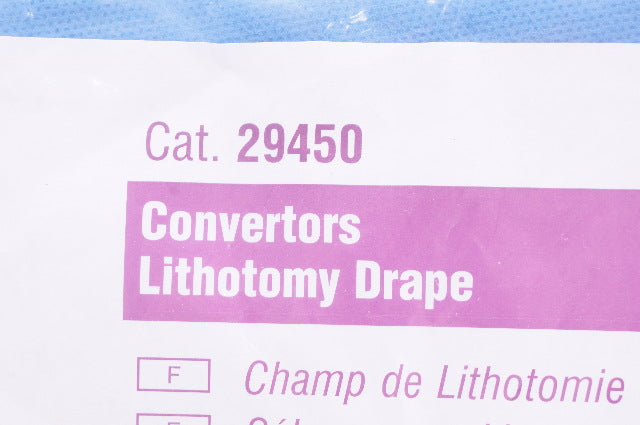 Cat. 29450
Convertors
Lithotomy Drape
F Champ de Lithotomie